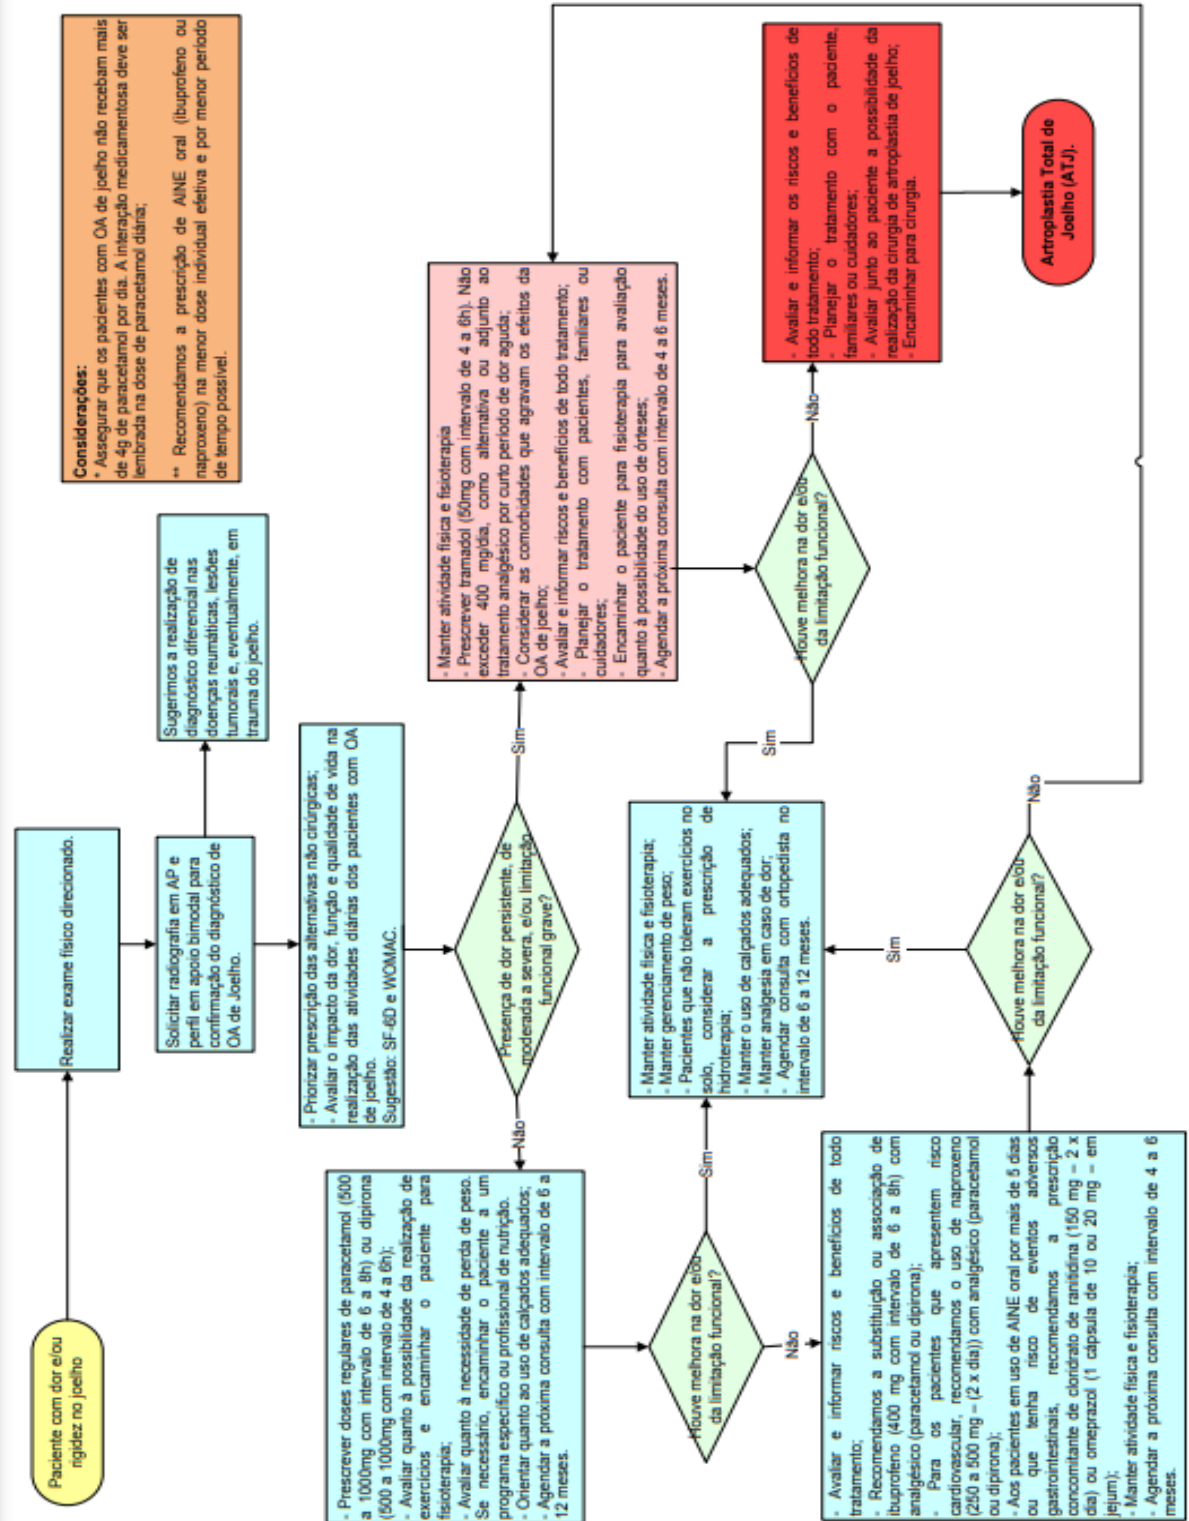 Paciente com dor e/ou
rigidez no joelho
Realizar exame físico direcionado.
Solicitar radiografia em AP e
perfil em apoio bimodal para
confirmação do diagnóstico de
OA de Joelho.
Sugerimos a realização de
diagnóstico diferencial nas
doenças reumáticas, lesões
tumorais e, eventualmente, em
trauma do joelho.
Considerações:
* Assegurar que os pacientes com OA de joelho não recebam mais
de 4g de paracetamol por dia. A interação medicamentosa deve ser
lembrada na dose de paracetamol diária;
** Recomendamos a prescrição de AINE oral (ibuprofeno ou
naproxeno) na menor dose individual efetiva e por menor período
de tempo possível.
- Priorizar prescrição das alternativas não cirúrgicas;
- Avaliar o impacto da dor, função e qualidade de vida na
realização das atividades diárias dos pacientes com OA
de joelho.
Sugestão: SF-6D e WOMAC.
Presença de dor persistente, de
moderada a severa, e/ou limitação
funcional grave?
Não
Sim
- Prescrever doses regulares de paracetamol (500
a 1000mg com intervalo de 6 a 8h) ou dipirona
(500 a 1000mg com intervalo de 4 a 6h);
- Avaliar quanto à possibilidade da realização de
exercícios e encaminhar o paciente para
fisioterapia;
- Avaliar quanto à necessidade de perda de peso.
Se necessário, encaminhar o paciente a um
programa específico ou profissional de nutrição.
- Orientar quanto ao uso de calçados adequados;
- Agendar a próxima consulta com intervalo de 6 a
12 meses.
- Manter atividade física e fisioterapia
- Prescrever tramadol (50mg com intervalo de 4 a 6h). Não
exceder 400 mg/dia, como alternativa ou adjunto ao
tratamento analgésico por curto período de dor aguda;
- Considerar as comorbidades que agravam os efeitos da
OA de joelho;
- Avaliar e informar riscos e benefícios de todo tratamento;
- Planejar o tratamento com pacientes, familiares ou
cuidadores;
- Encaminhar o paciente para fisioterapia para avaliação
quanto à possibilidade do uso de órteses;
- Agendar a próxima consulta com intervalo de 4 a 6 meses.
Houve melhora na dor e/ou
da limitação funcional?
Sim
Não
- Manter atividade física e fisioterapia;
- Manter gerenciamento de peso;
- Pacientes que não toleram exercícios no
solo, considerar a prescrição de
hidroterapia;
- Manter o uso de calçados adequados;
- Manter analgesia em caso de dor;
- Agendar consulta com ortopedista no
intervalo de 6 a 12 meses.
Houve melhora na dor e/ou
da limitação funcional?
Sim
Não
- Avaliar e informar os riscos e benefícios de
todo tratamento;
- Planejar o tratamento com o paciente,
familiares ou cuidadores;
- Avaliar junto ao paciente a possibilidade da
realização da cirurgia de artroplastia de joelho;
- Encaminhar para cirurgia.
Artroplastia Total de
Joelho (ATJ).
- Avaliar e informar riscos e benefícios de todo
tratamento;
- Recomendamos a substituição ou associação de
ibuprofeno (400 mg com intervalo de 6 a 8h) com
analgésico (paracetamol ou dipirona);
- Para os pacientes que apresentem risco
cardiovascular, recomendamos o uso de naproxeno
(250 a 500 mg – (2 x dia)) com analgésico (paracetamol
ou dipirona);
- Aos pacientes em uso de AINE oral por mais de 5 dias
ou que tenha risco de eventos adversos
gastrointestinais, recomendamos a prescrição
concomitante de cloridrato de ranitidina (150 mg – 2 x
dia) ou omeprazol (1 cápsula de 10 ou 20 mg – em
jejum);
- Manter atividade física e fisioterapia;
- Agendar a próxima consulta com intervalo de 4 a 6
meses.
Houve melhora na dor e/ou
da limitação funcional?
Sim
Não